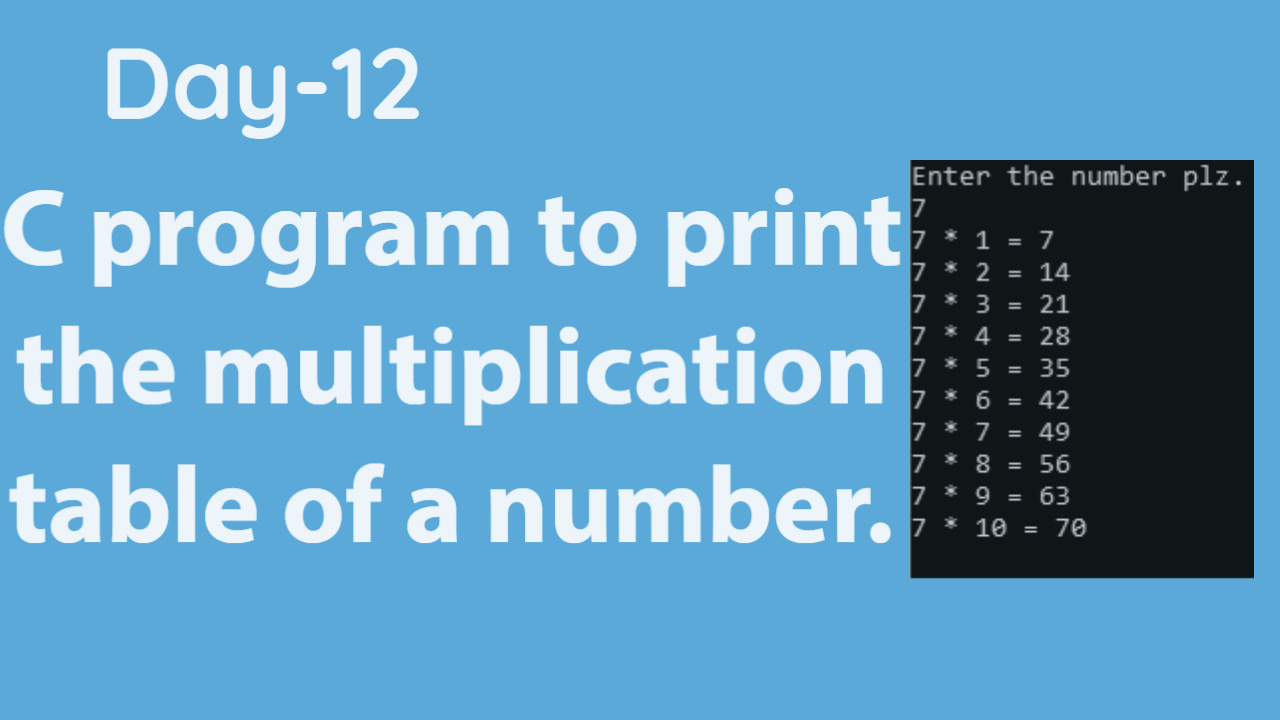 Day-12
C program to print
the multiplication
table of a number.
Enter the number plz.
7
7 * 1 = 7
7 * 2 = 14
7 * 3 = 21
7 * 4 = 28
7 * 5 = 35
7 * 6 = 42
7 * 7 = 49
7 * 8 = 56
7 * 9 = 63
7 * 10 = 70